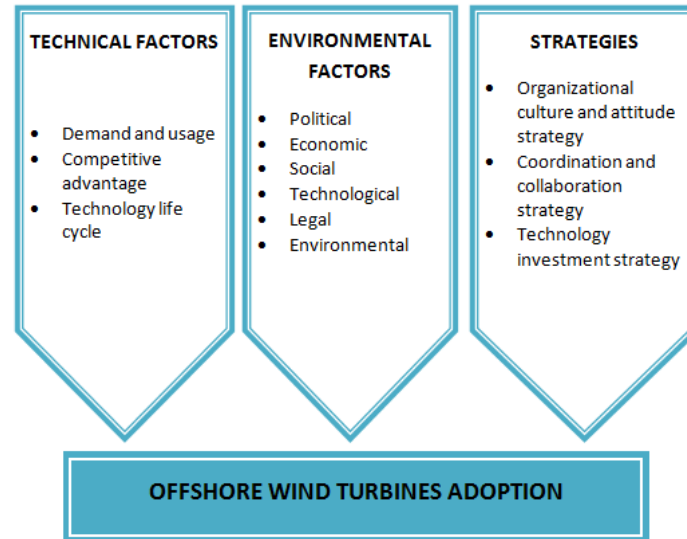 TECHNICAL FACTORS
• Demand and usage
• Competitive
advantage
• Technology life
cycle
ENVIRONMENTAL
FACTORS
• Political
• Economic
• Social
• Technological
• Legal
• Environmental
STRATEGIES
• Organizational
culture and attitude
strategy
• Coordination and
collaboration
strategy
• Technology
investment strategy
OFFSHORE WIND TURBINES ADOPTION